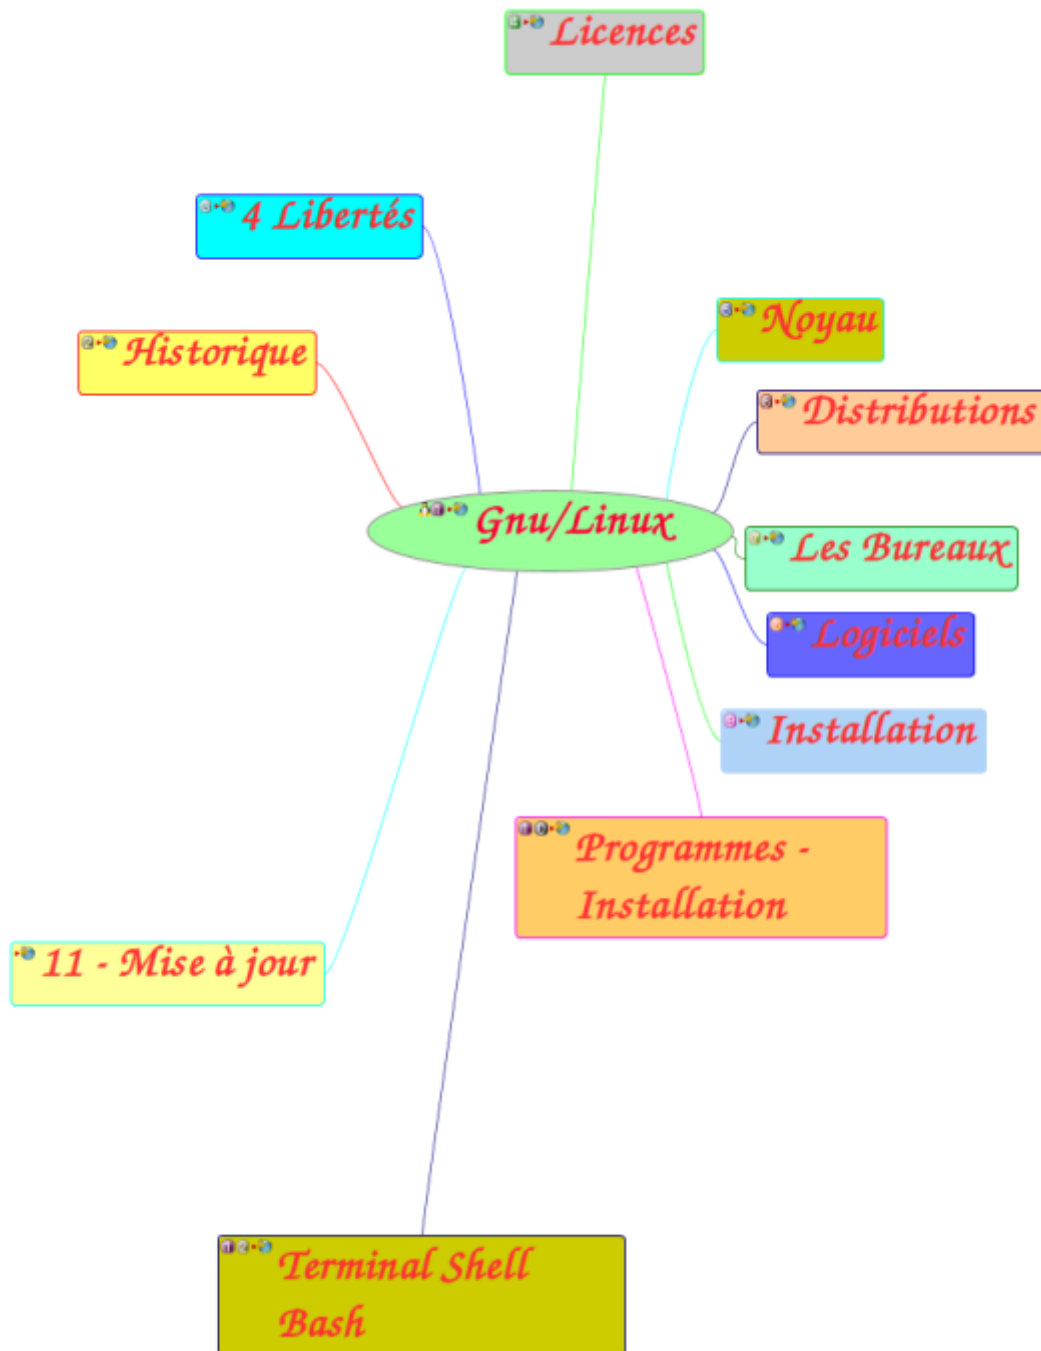 Licences
4 Libertés
Noyau
Historique
Distributions
Gnu/Linux
Les Bureaux
Logiciels
Installation
Programmes -
Installation
11 - Mise à jour
Terminal Shell
Bash